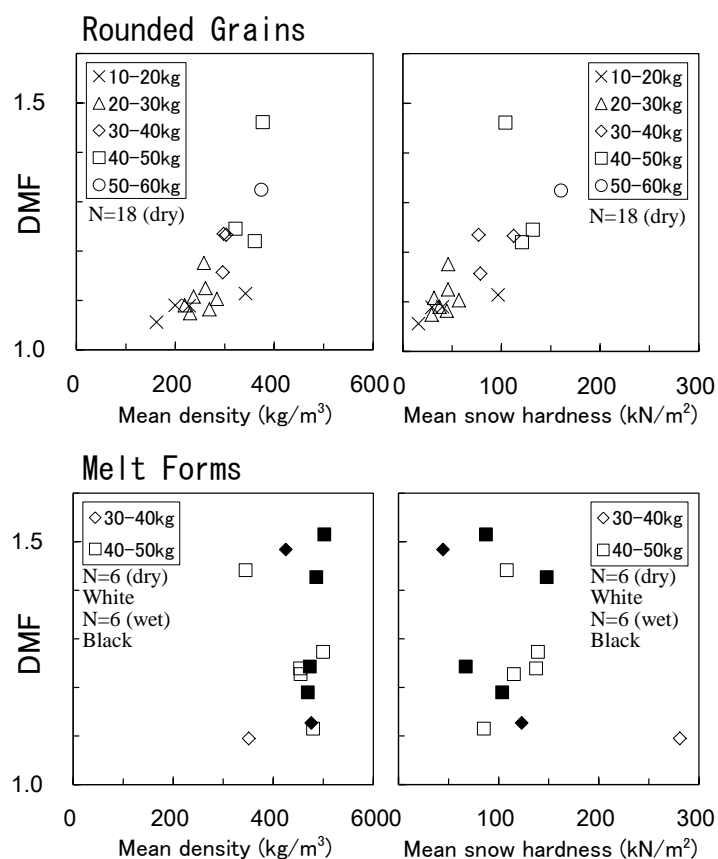 Rounded Grains
DMF
1.5
1.0
10-20kg
20-30kg
30-40kg
40-50kg
50-60kg
N=18 (dry)
0 200 400 600
Mean density (kg/m³)
10-20kg
20-30kg
30-40kg
40-50kg
50-60kg
N=18 (dry)
0 100 200 300
Mean snow hardness (kN/m²)
Melt Forms
DMF
1.5
1.0
30-40kg
40-50kg
N=6 (dry)
White
N=6 (wet)
Black
0 200 400 600
Mean density (kg/m³)
30-40kg
40-50kg
N=6 (dry)
White
N=6 (wet)
Black
0 100 200 300
Mean snow hardness (kN/m²)